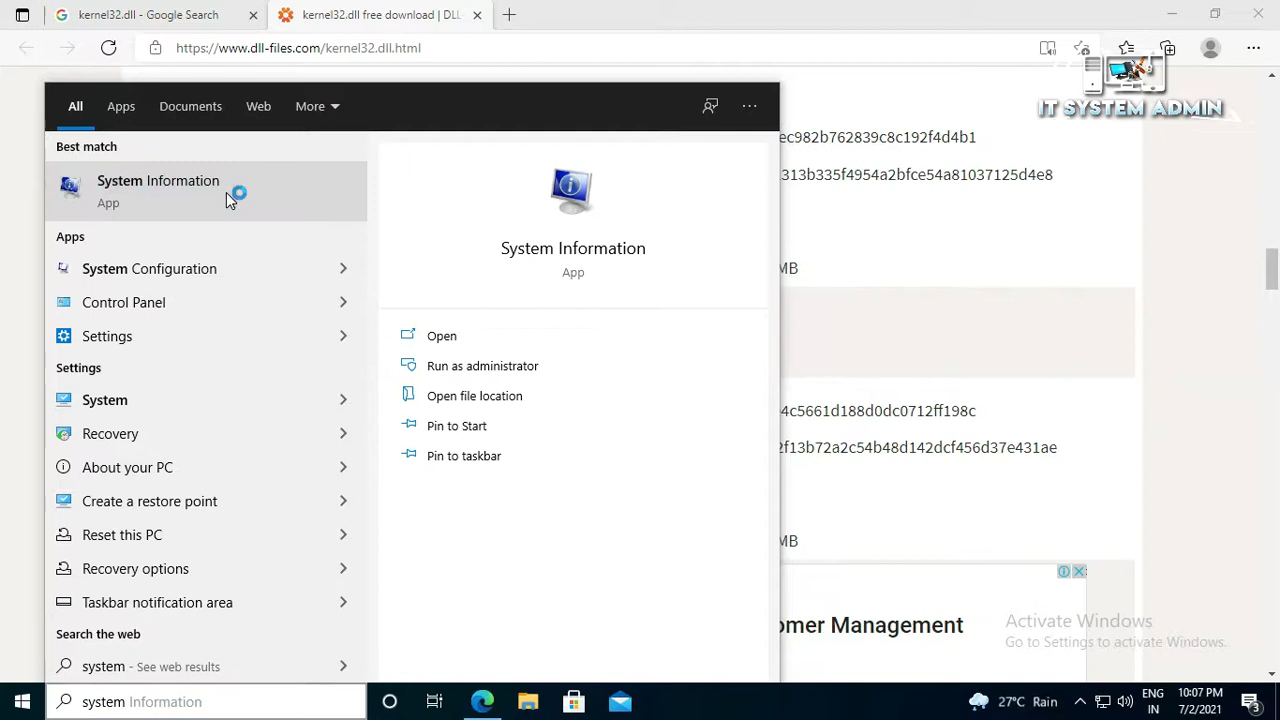 kernel32.dll - Google Search
kernel32.dll free download | DLL
https://www.dll-files.com/kernel32.dll.html
IT SYSTEM ADMIN
All Apps Documents Web More
Best match
System Information
App
Apps
System Configuration
Control Panel
Settings
Settings
System
Recovery
About your PC
Create a restore point
Reset this PC
Recovery options
Taskbar notification area
Search the web
system - See web results
System Information
App
Open
Run as administrator
Open file location
Pin to Start
Pin to taskbar
ec982b762839c8c192f4d4b1
313b335f4954a2bfce54a81037125d4e8
MB
4c5661d188d0dc0712ff198c
2f13b72a2c54b48d142dcf456d37e431ae
MB
omer Management
Activate Windows
Go to Settings to activate Windows.
system Information
27°C Rain
ENG
IN
10:07 PM
7/2/2021
3